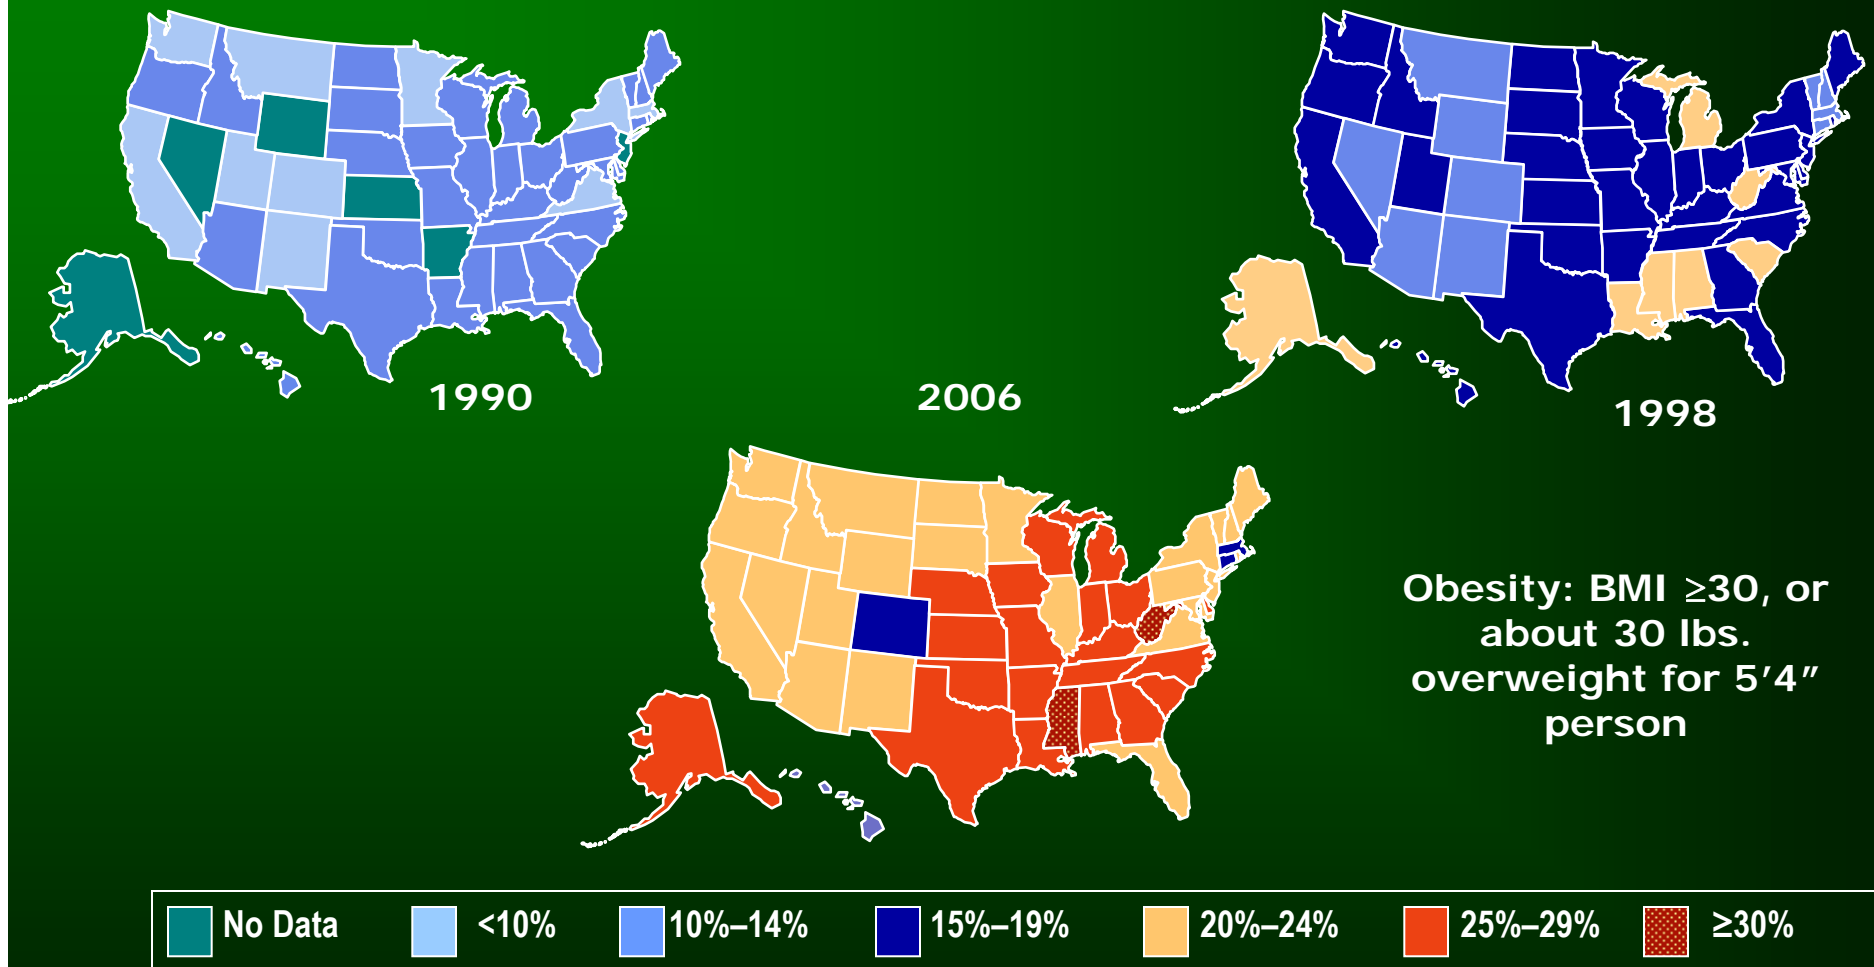 1990
2006
1998
Obesity: BMI ≥30, or
about 30 lbs.
overweight for 5’4”
person
No Data
<10%
10%–14%
15%–19%
20%–24%
25%–29%
≥30%